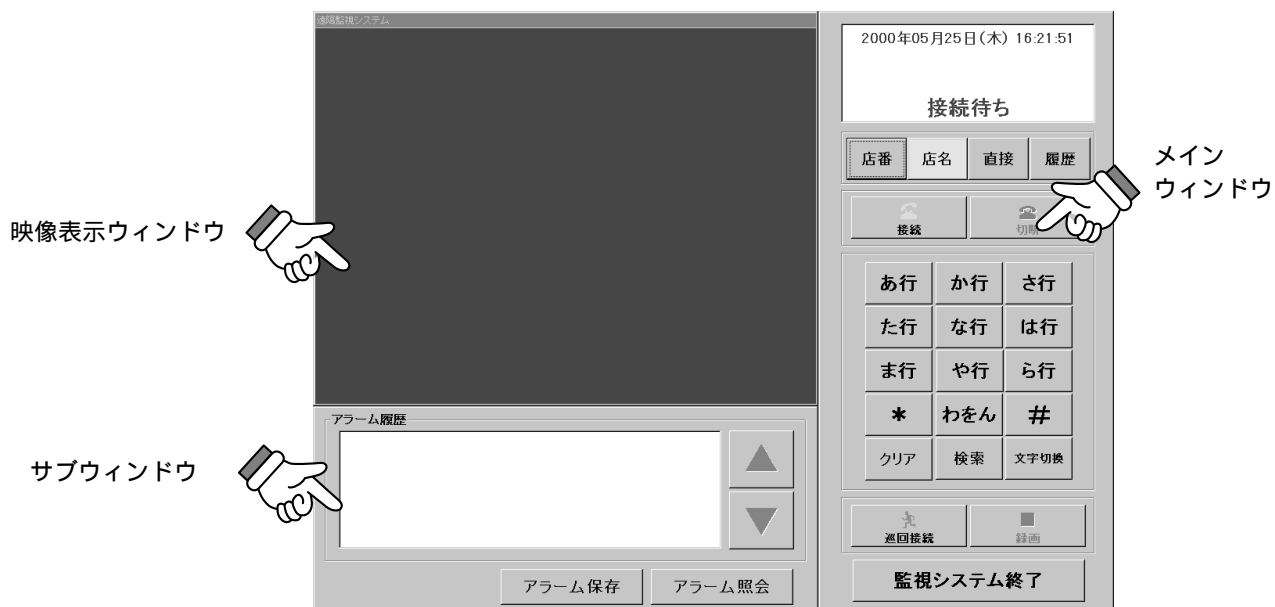 遠隔監視システム
2000年05月25日(木) 16:21:51
接続待ち
店番 店名 直接 履歴
メイン
ウィンドウ
接続 切断
映像表示ウィンドウ
あ行 か行 さ行
た行 な行 は行
ま行 や行 ら行
* わをん #
クリア 検索 文字切換
アラーム履歴
サブウィンドウ
巡回接続 録画
アラーム保存 アラーム照会
監視システム終了